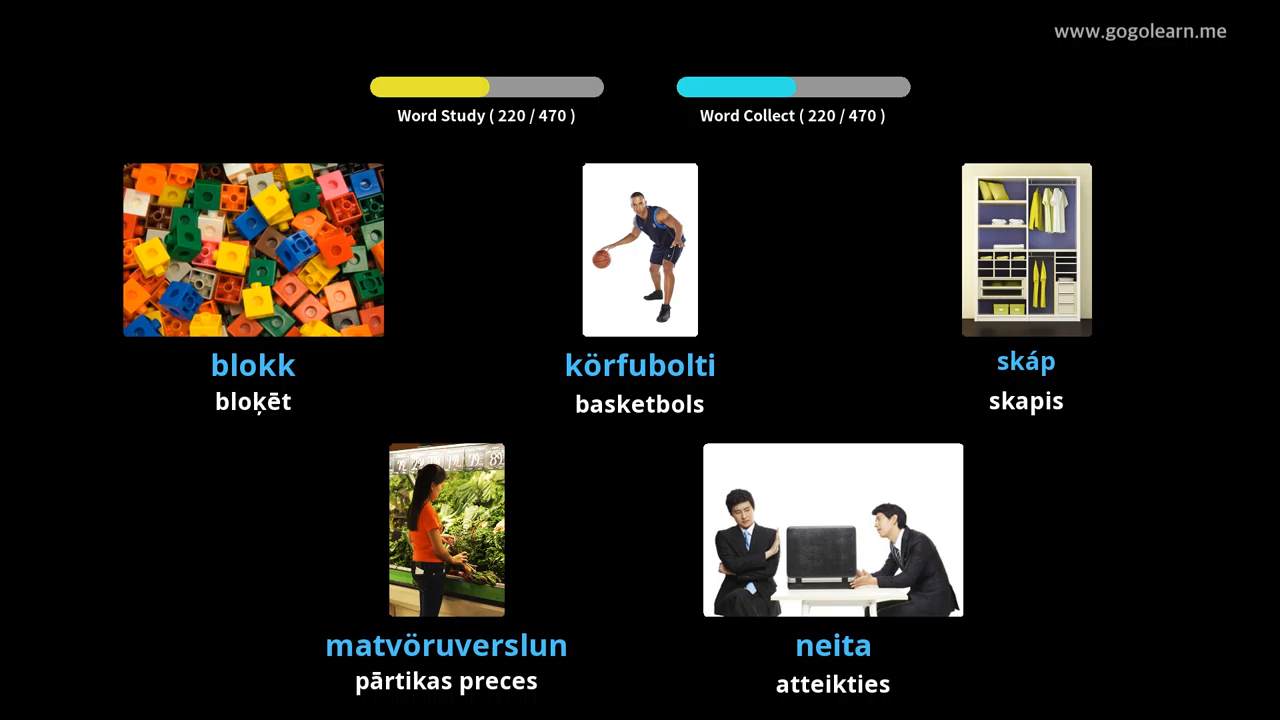 www.gogolearn.me
Word Study ( 220 / 470 )
Word Collect ( 220 / 470 )
blokk
bloķēt
körfubolti
basketbols
skáp
skapis
matvöruverslun
pārtikas preces
neita
atteikties